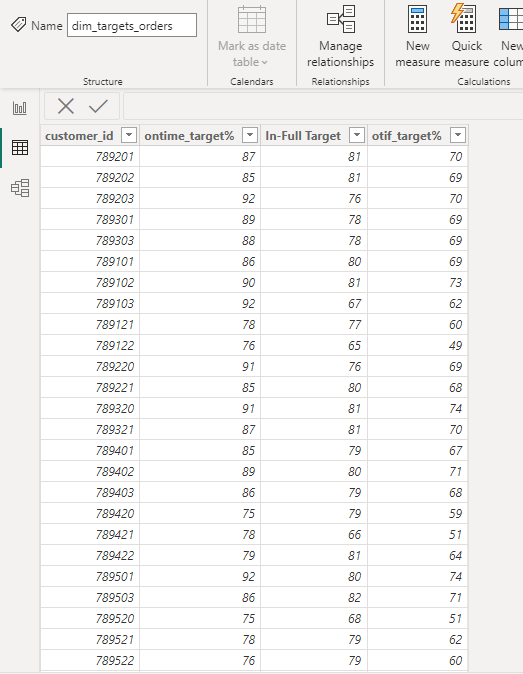 Name dim_targets_orders
Mark as date table
Manage relationships
New measure
Quick measure
New colum
Structure Calendars Relationships Calculations
customer_id ontime_target% In-Full Target otif_target%
789201 87 81 70
789202 85 81 69
789203 92 76 70
789301 89 78 69
789303 88 78 69
789101 86 80 69
789102 90 81 73
789103 92 67 62
789121 78 77 60
789122 76 65 49
789220 91 76 69
789221 85 80 68
789320 91 81 74
789321 87 81 70
789401 85 79 67
789402 89 80 71
789403 86 79 68
789420 75 79 59
789421 78 66 51
789422 79 81 64
789501 92 80 74
789503 86 82 71
789520 75 68 51
789521 78 79 62
789522 76 79 60